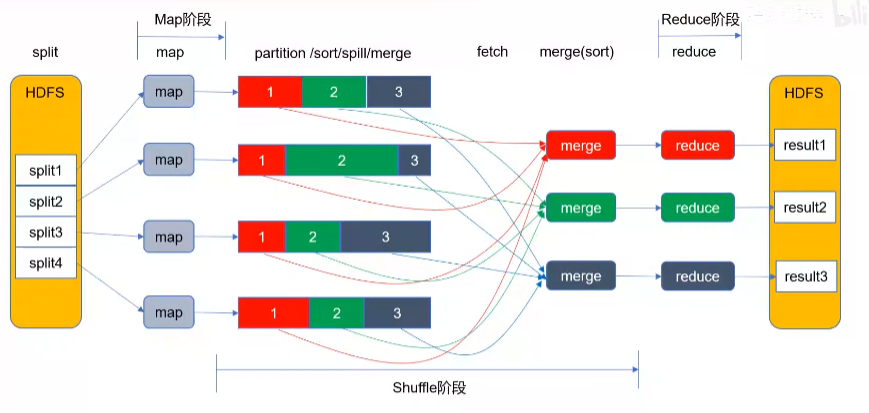 Map阶段
Reduce阶段
bili
split
map
partition /sort/spill/merge
fetch
merge(sort)
reduce
HDFS
split1
split2
split3
split4
map
map
map
map
1 2 3
1 2 3
1 2 3
1 2 3
merge
merge
merge
reduce
reduce
reduce
HDFS
result1
result2
result3
Shuffle阶段